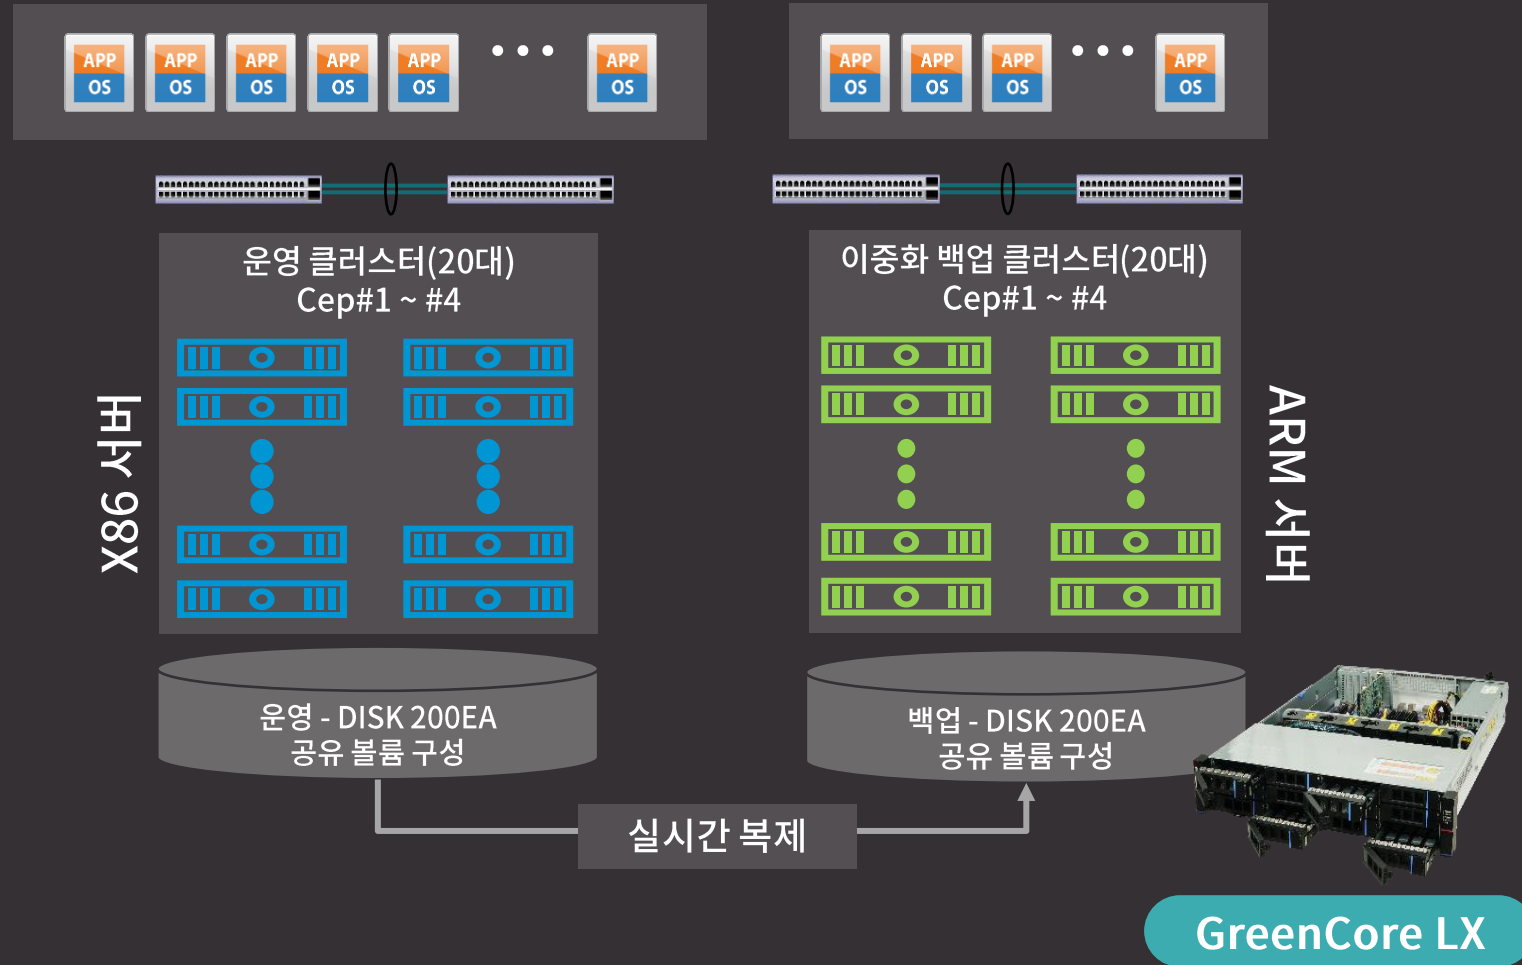 APP APP APP APP APP ••• APP
OS OS OS OS OS OS
APP APP APP ••• APP
OS OS OS OS
운영 클러스터(20대)
Cep#1 ~ #4
X86 서버
이중화 백업 클러스터(20대)
Cep#1 ~ #4
ARM 서버
운영 - DISK 200EA
공유 볼륨 구성
백업 - DISK 200EA
공유 볼륨 구성
실시간 복제
GreenCore LX